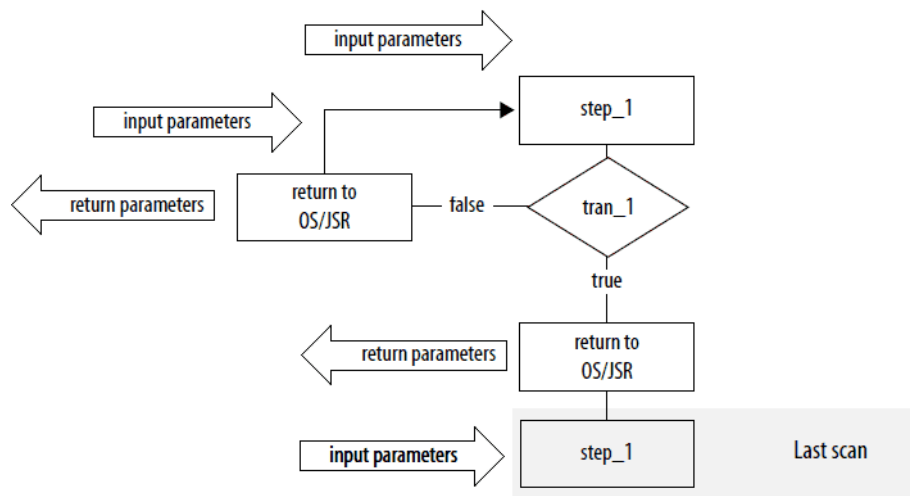 input parameters
step_1
input parameters
return to
OS/JSR
return parameters
false
tran_1
true
return to
OS/JSR
return parameters
input parameters
step_1
Last scan